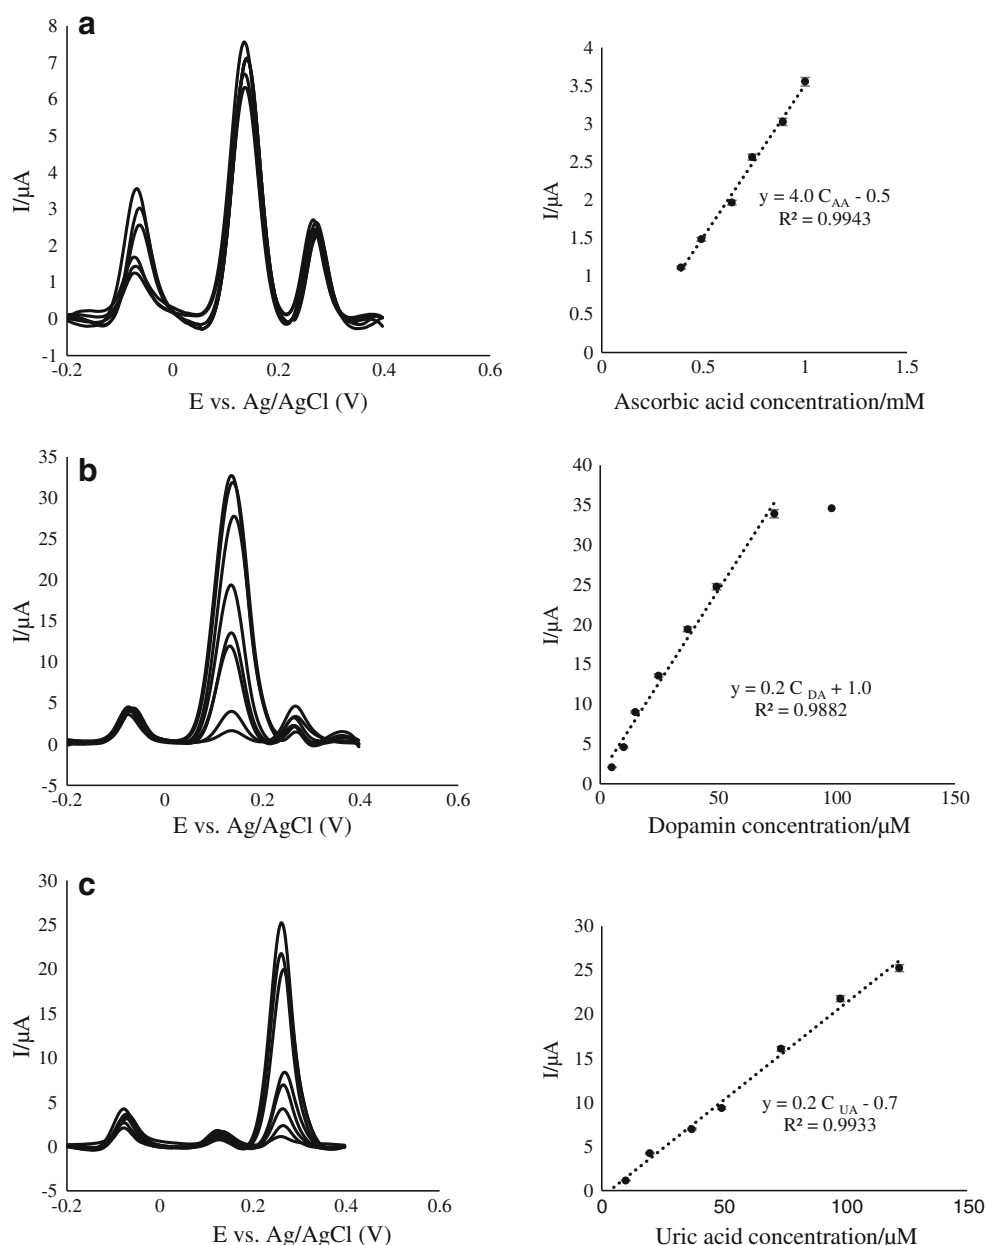 a
8
7
6
5
4
3
2
1
0
-1
-0.2 0 0.2 0.4 0.6
I/µA
E vs. Ag/AgCl (V)
4
3.5
3
2.5
2
1.5
1
0.5
0
0 0.5 1 1.5
I/µA
y = 4.0 C AA - 0.5
R² = 0.9943
Ascorbic acid concentration/mM
b
35
30
25
20
15
10
5
0
-5
-0.2 0 0.2 0.4 0.6
I/µA
E vs. Ag/AgCl (V)
40
35
30
25
20
15
10
5
0
0 50 100 150
I/µA
y = 0.2 C DA + 1.0
R² = 0.9882
Dopamin concentration/µM
c
30
25
20
15
10
5
0
-5
-0.2 0 0.2 0.4 0.6
I/µA
E vs. Ag/AgCl (V)
30
25
20
15
10
5
0
0 50 100 150
I/µA
y = 0.2 C UA - 0.7
R² = 0.9933
Uric acid concentration/µM